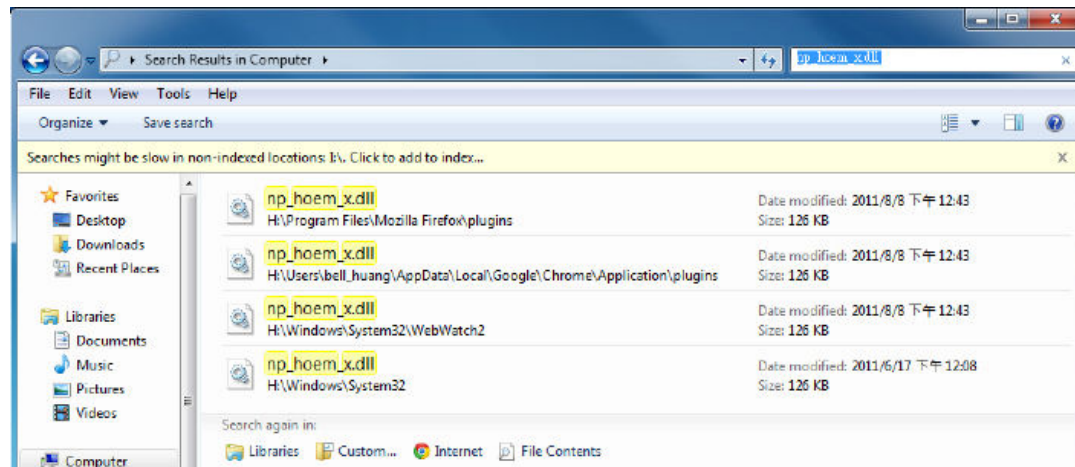 Search Results in Computer
np_hoem_x.dll
File Edit View Tools Help
Organize Save search
Searches might be slow in non-indexed locations: I:\. Click to add to index...
Favorites
Desktop
Downloads
Recent Places
Libraries
Documents
Music
Pictures
Videos
Computer
np_hoem_x.dll
H:\Program Files\Mozilla Firefox\plugins
Date modified: 2011/8/8 下午 12:43
Size: 126 KB
np_hoem_x.dll
H:\Users\bell_huang\AppData\Local\Google\Chrome\Application\plugins
Date modified: 2011/8/8 下午 12:43
Size: 126 KB
np_hoem_x.dll
H:\Windows\System32\WebWatch2
Date modified: 2011/8/8 下午 12:43
Size: 126 KB
np_hoem_x.dll
H:\Windows\System32
Date modified: 2011/6/17 下午 12:08
Size: 126 KB
Search again in:
Libraries Custom... Internet File Contents